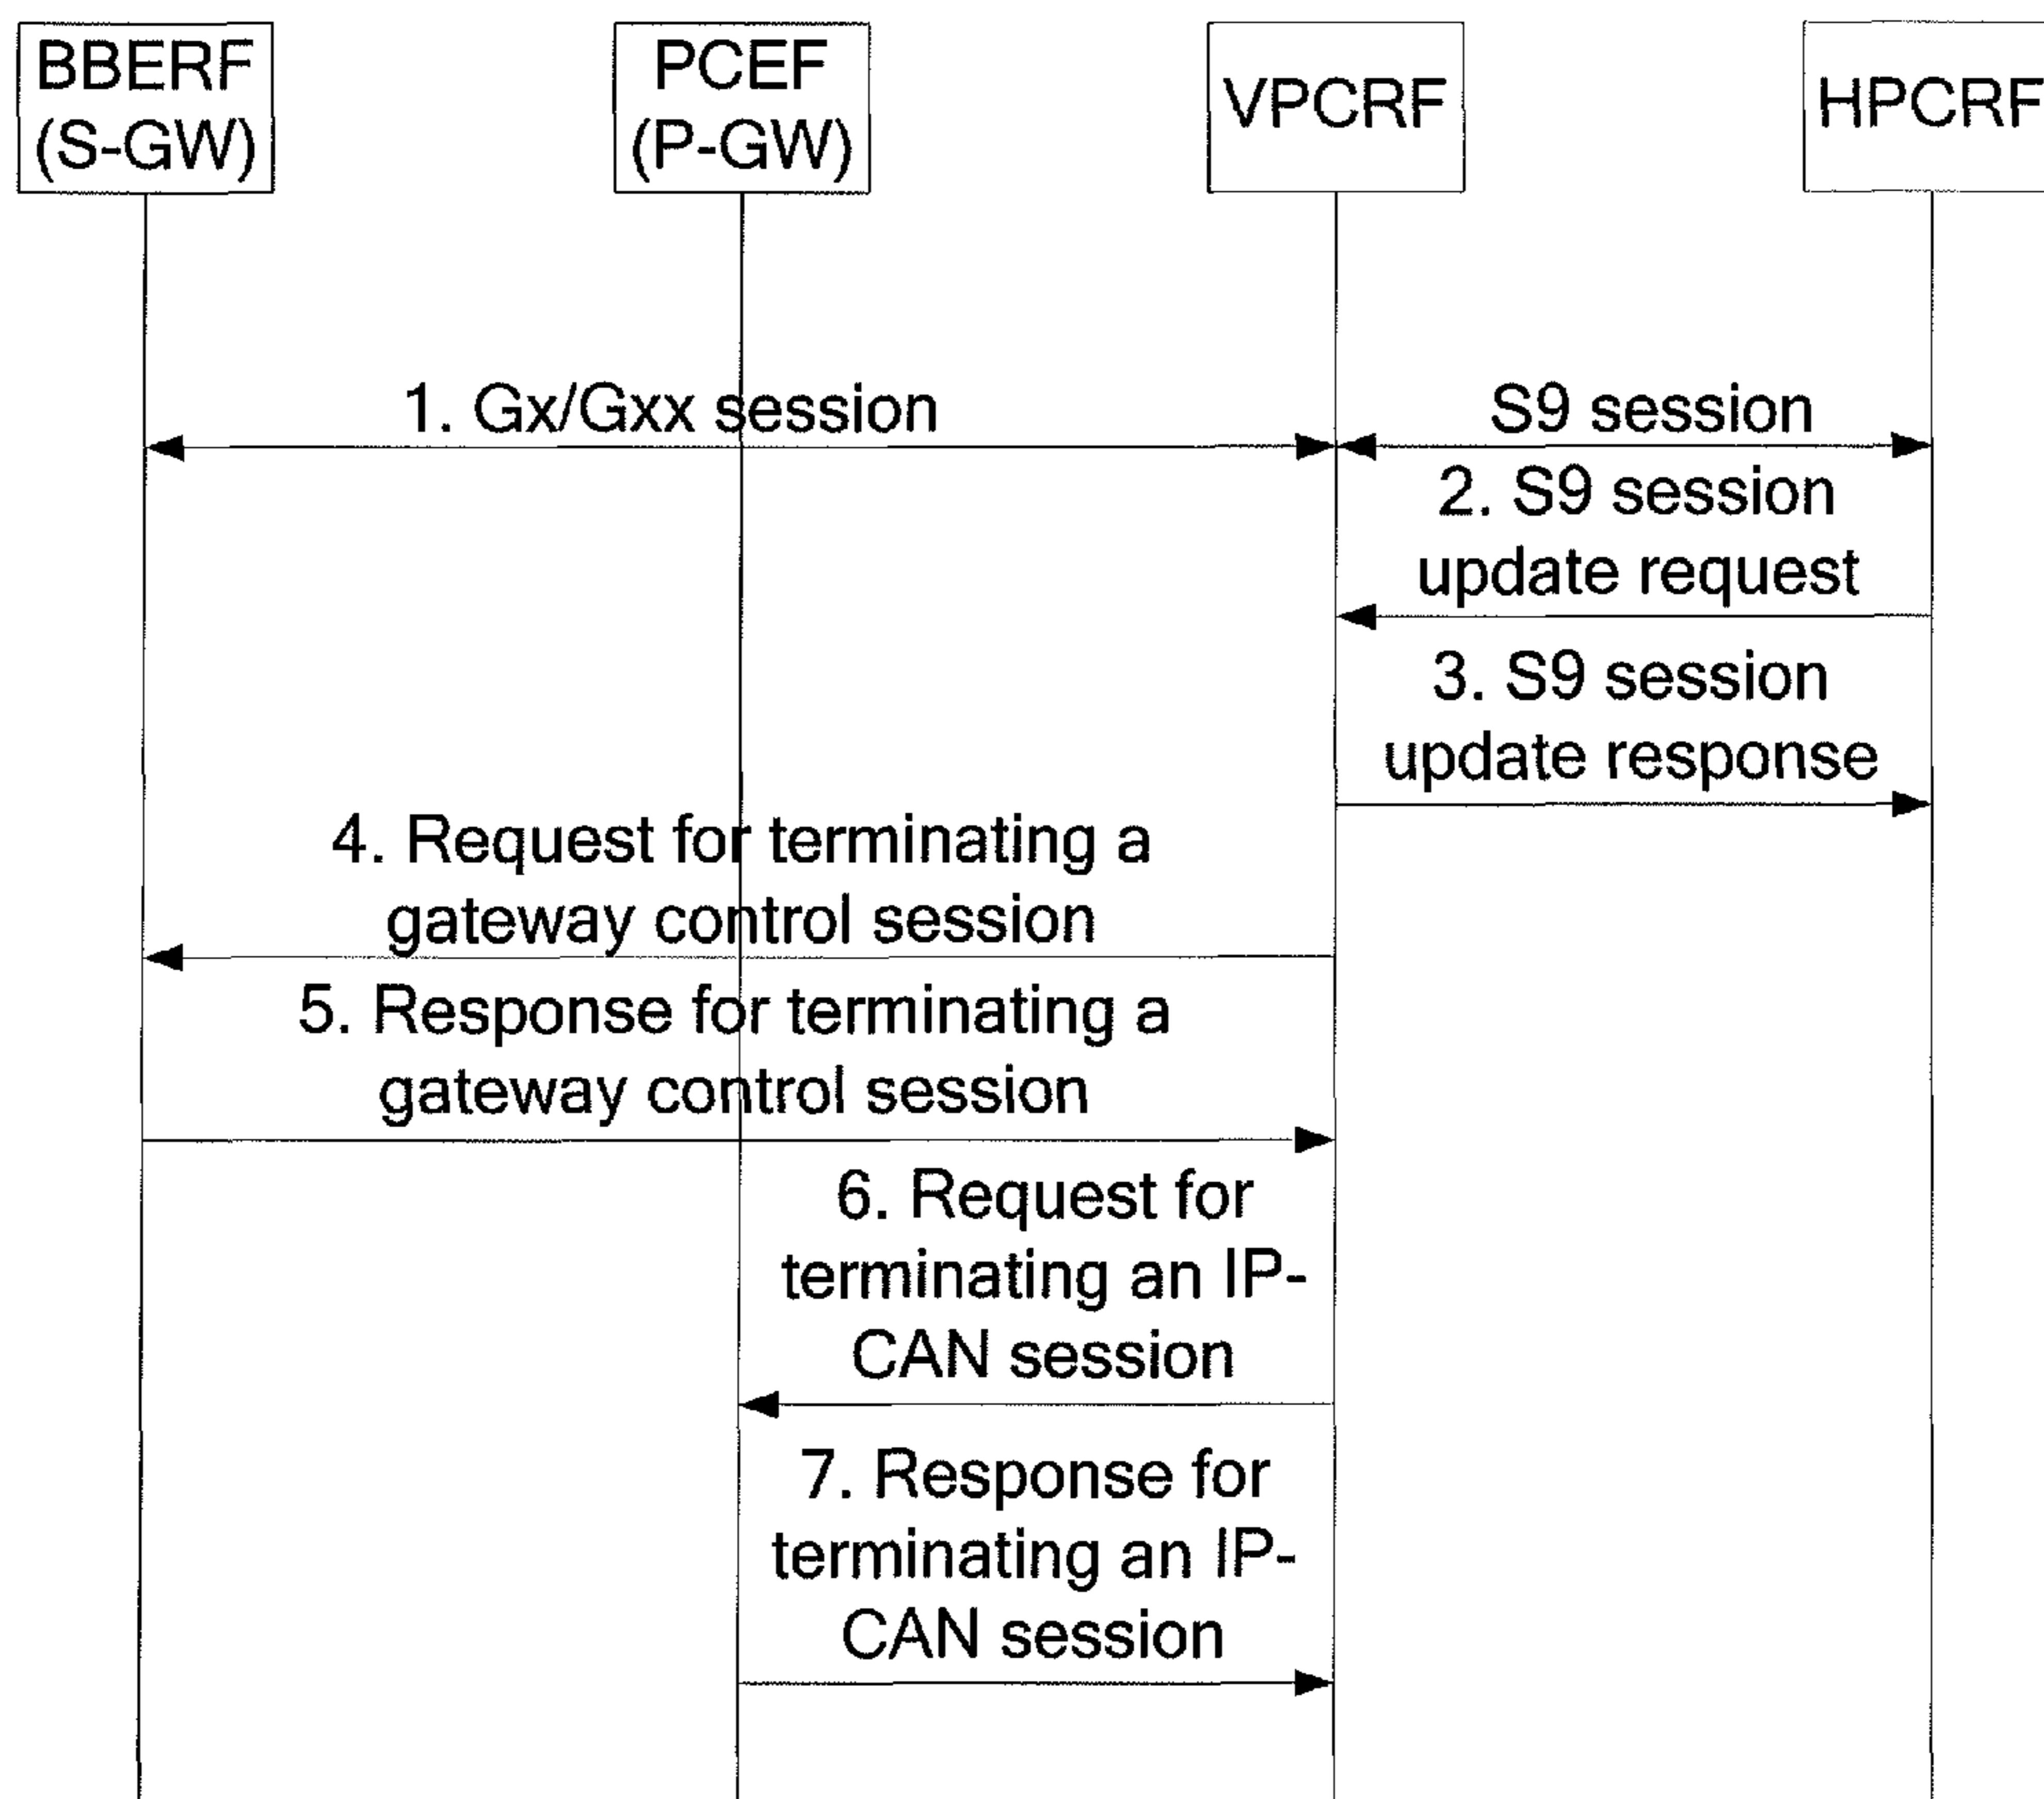 BBERF
(S-GW)
PCEF
(P-GW)
VPCRF
HPCRF
1. Gx/Gxx session
S9 session
2. S9 session
update request
3. S9 session
update response
4. Request for terminating a
gateway control session
5. Response for terminating a
gateway control session
6. Request for
terminating an IP-
CAN session
7. Response for
terminating an IP-
CAN session